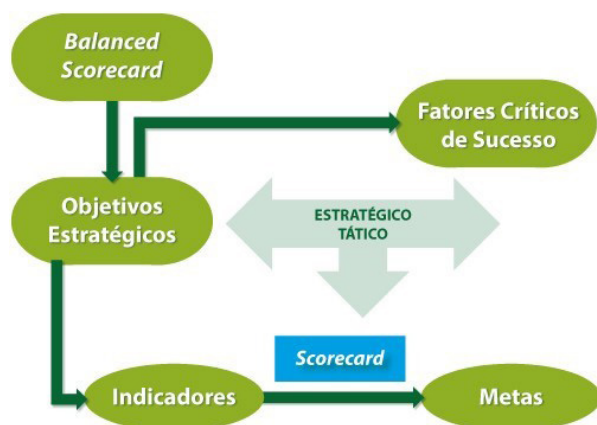 Balanced
Scorecard
Fatores Críticos
de Sucesso
Objetivos
Estratégicos
ESTRATÉGICO
TÁTICO
Scorecard
Indicadores
Metas